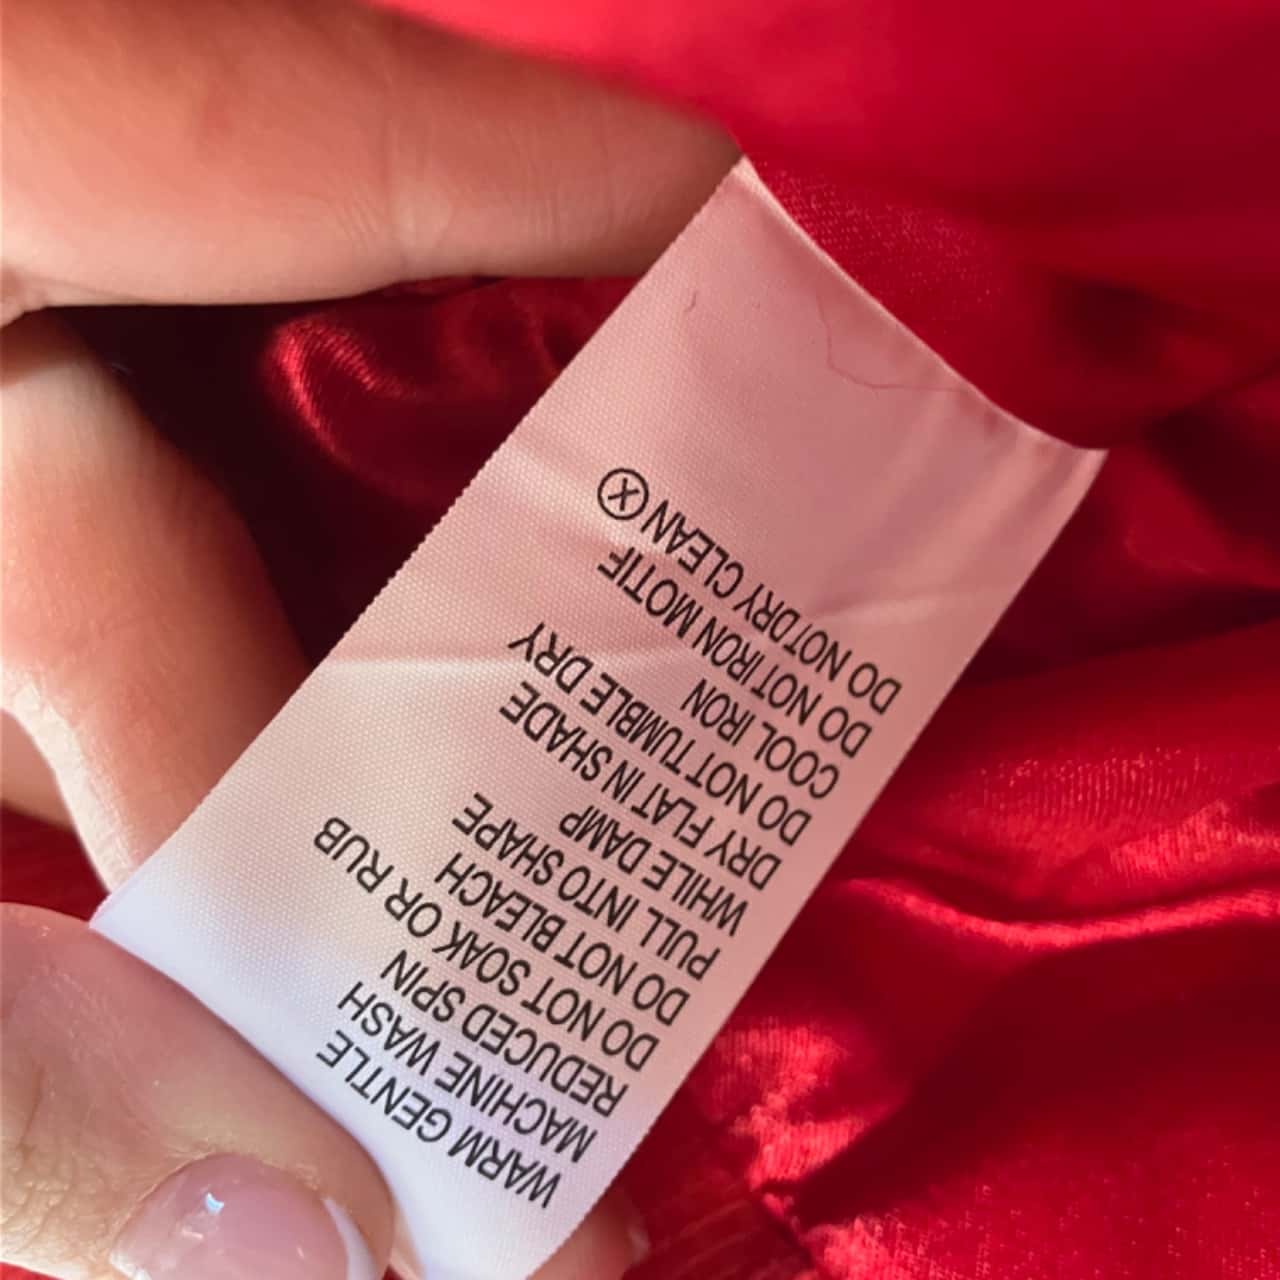 WARM GENTLE
MACHINE WASH
REDUCED SPIN
DO NOT SOAK OR RUB
DO NOT BLEACH
PULL INTO SHAPE
WHILE DAMP
DRY FLAT IN SHADE
DO NOT TUMBLE DRY
COOL IRON
DO NOT IRON MOTIF
DO NOT DRY CLEAN Ⓧ